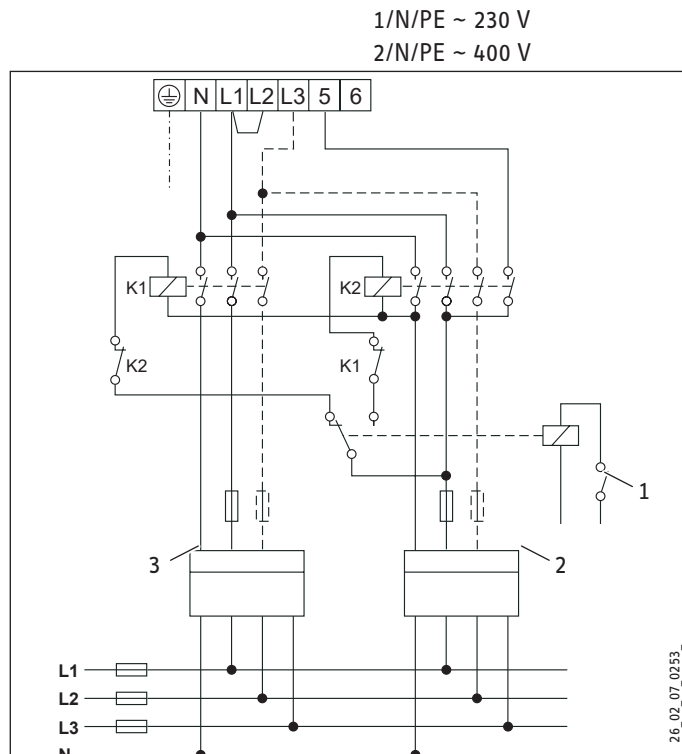 1/N/PE ~ 230 V
2/N/PE ~ 400 V
N L1 L2 L3 5 6
K1
K2
K2
K1
1
3
2
L1
L2
L3
N
26_02_07_0253_